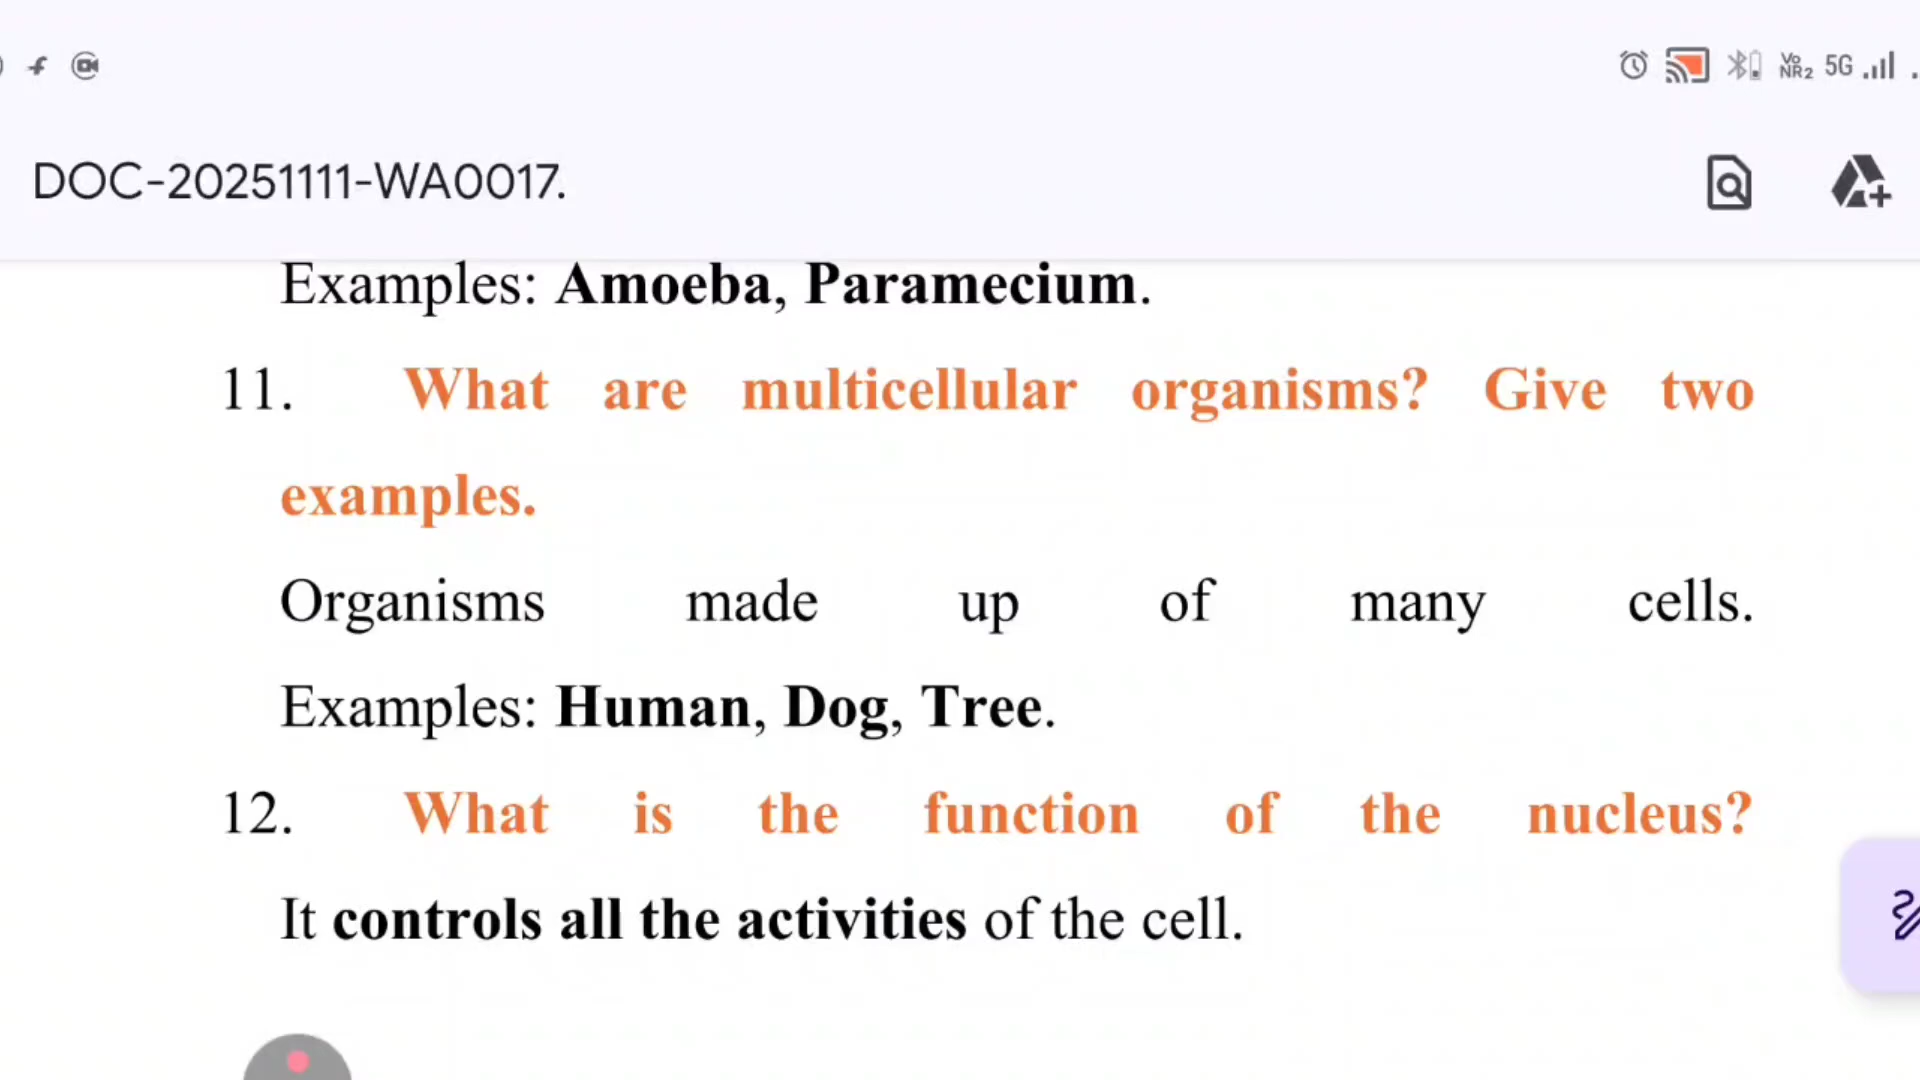 VoNR2 5G
DOC-20251111-WA0017.
Examples: Amoeba, Paramecium.
11. What are multicellular organisms? Give two
examples.
Organisms made up of many cells.
Examples: Human, Dog, Tree.
12. What is the function of the nucleus?
It controls all the activities of the cell.